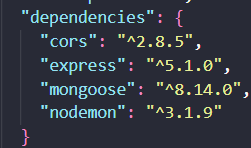 "dependencies": {
"cors": "^2.8.5",
"express": "^5.1.0",
"mongoose": "^8.14.0",
"nodemon": "^3.1.9"
}